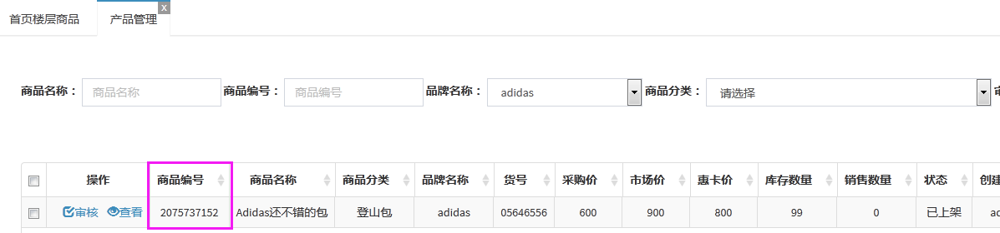 首页楼层商品 产品管理 x
商品名称： 商品名称 商品编号： 商品编号 品牌名称： adidas 商品分类： 请选择
操作 商品编号 商品名称 商品分类 品牌名称 货号 采购价 市场价 惠卡价 库存数量 销售数量 状态 创建
审核 查看 2075737152 Adidas还不错的包 登山包 adidas 05646556 600 900 800 99 0 已上架 ad